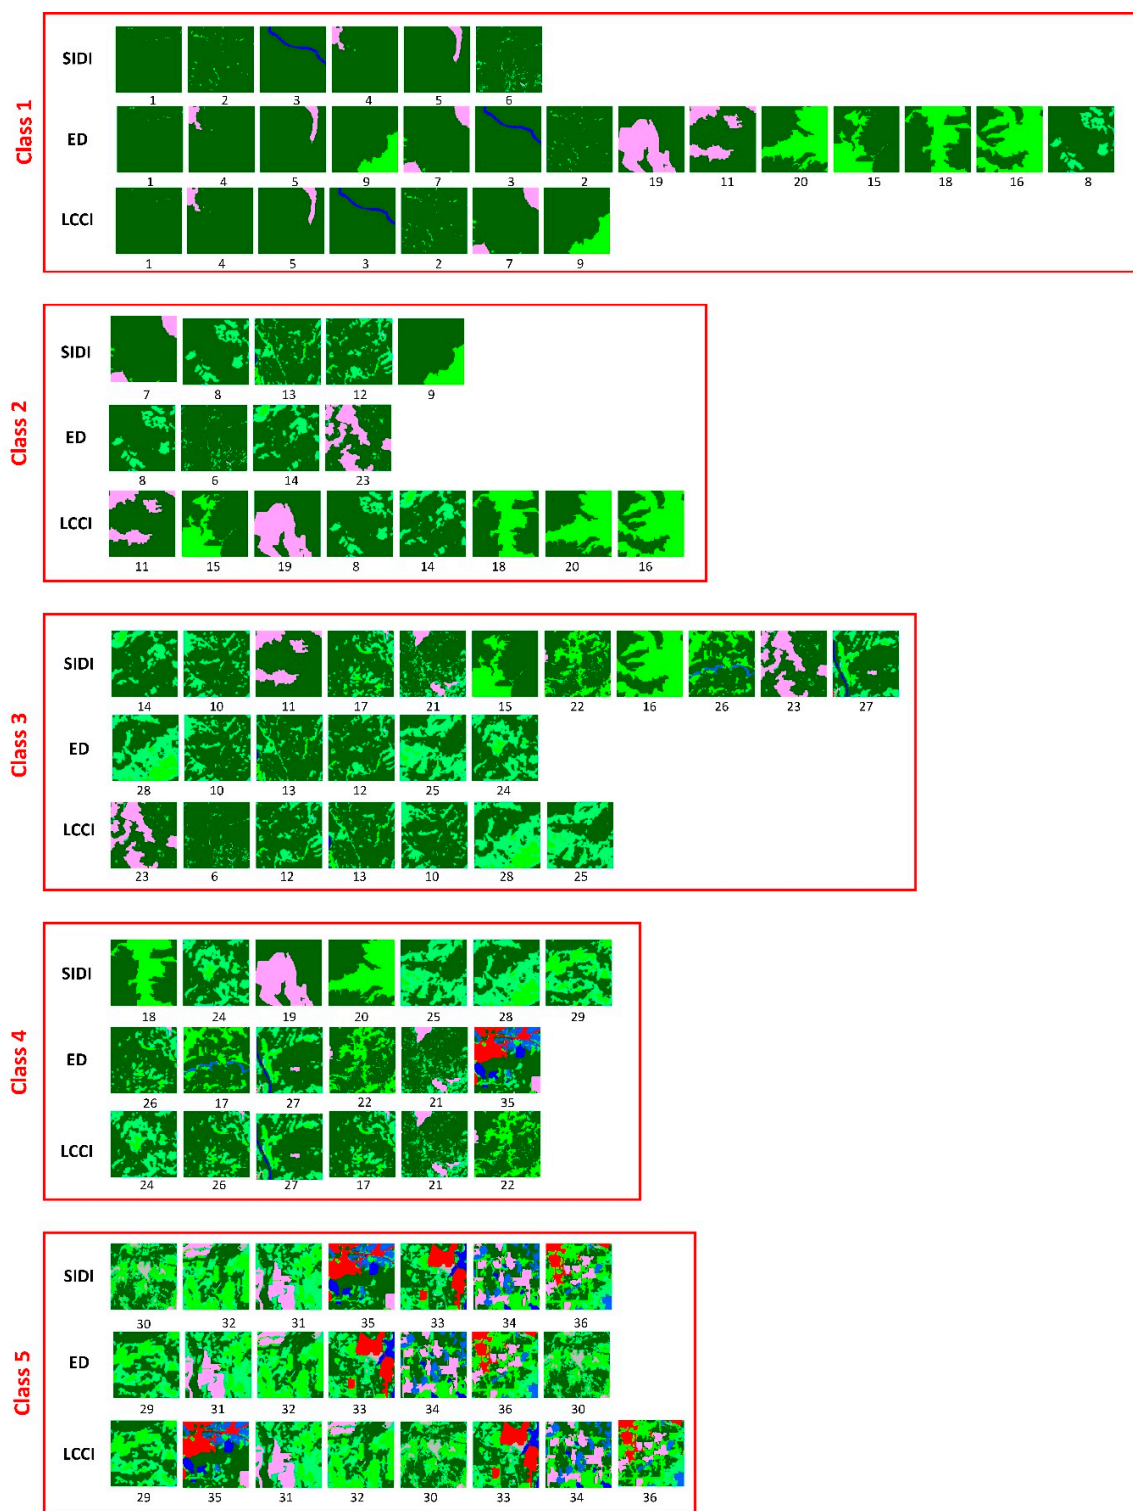 Class 1
SIDI
1 2 3 4 5 6
ED
1 4 5 9 7 3 2 19 11 20 15 18 16 8
LCCI
1 4 5 3 2 7 9
Class 2
SIDI
7 8 13 12 9
ED
8 6 14 23
LCCI
11 15 19 8 14 18 20 16
Class 3
SIDI
14 10 11 17 21 15 22 16 26 23 27
ED
28 10 13 12 25 24
LCCI
23 6 12 13 10 28 25
Class 4
SIDI
18 24 19 20 25 28 29
ED
26 17 27 22 21 35
LCCI
24 26 27 17 21 22
Class 5
SIDI
30 32 31 35 33 34 36
ED
29 31 32 33 34 36 30
LCCI
29 35 31 32 30 33 34 36